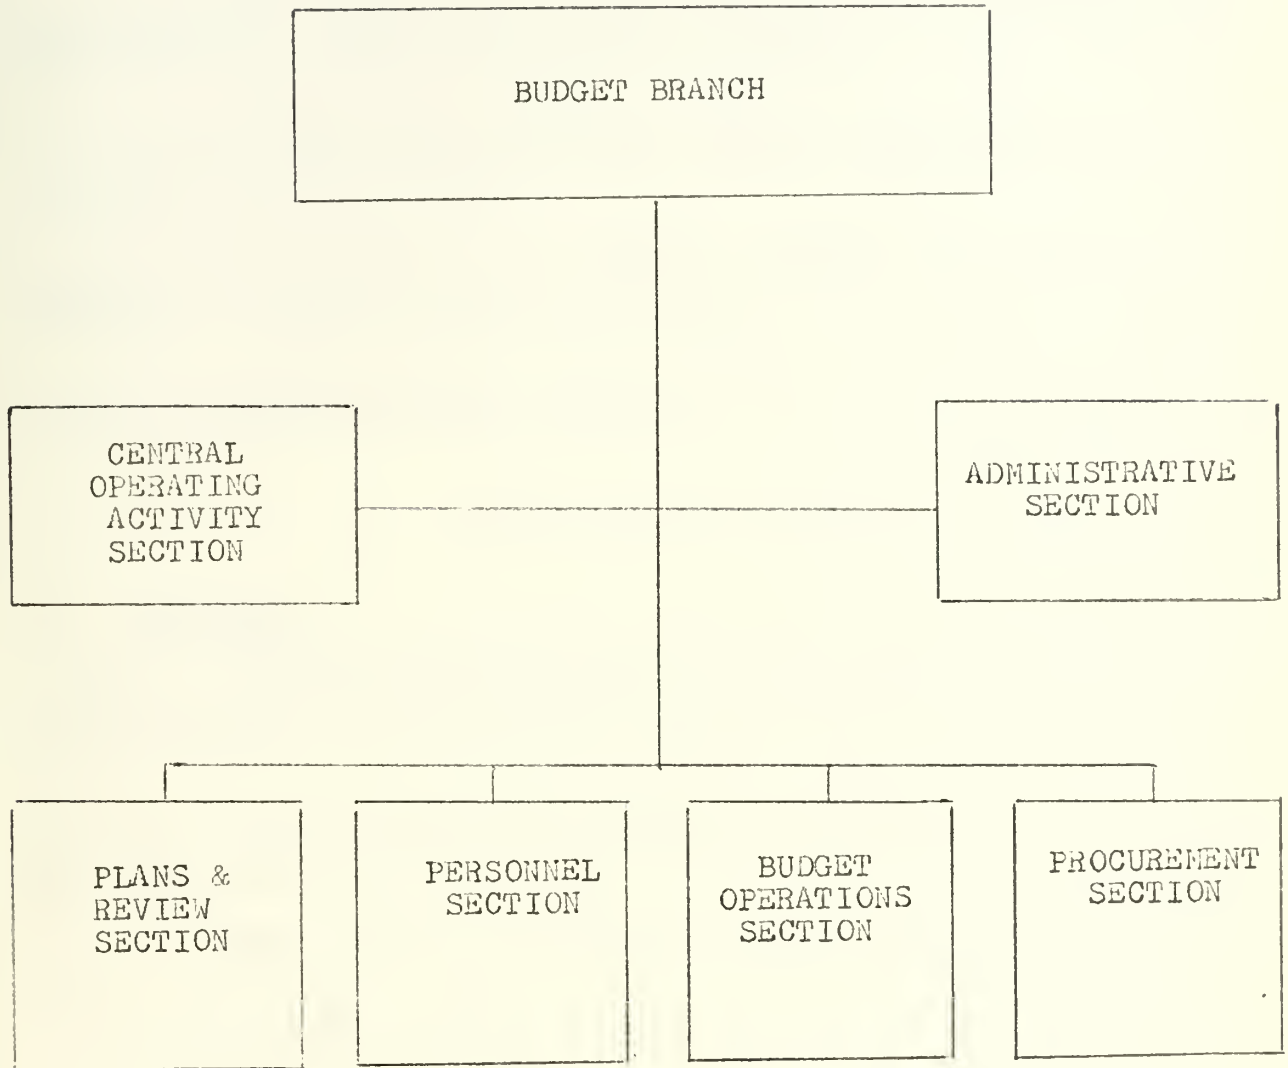 BUDGET BRANCH
CENTRAL
OPERATING
ACTIVITY
SECTION
ADMINISTRATIVE
SECTION
PLANS &
REVIEW
SECTION
PERSONNEL
SECTION
BUDGET
OPERATIONS
SECTION
PROCUREMENT
SECTION